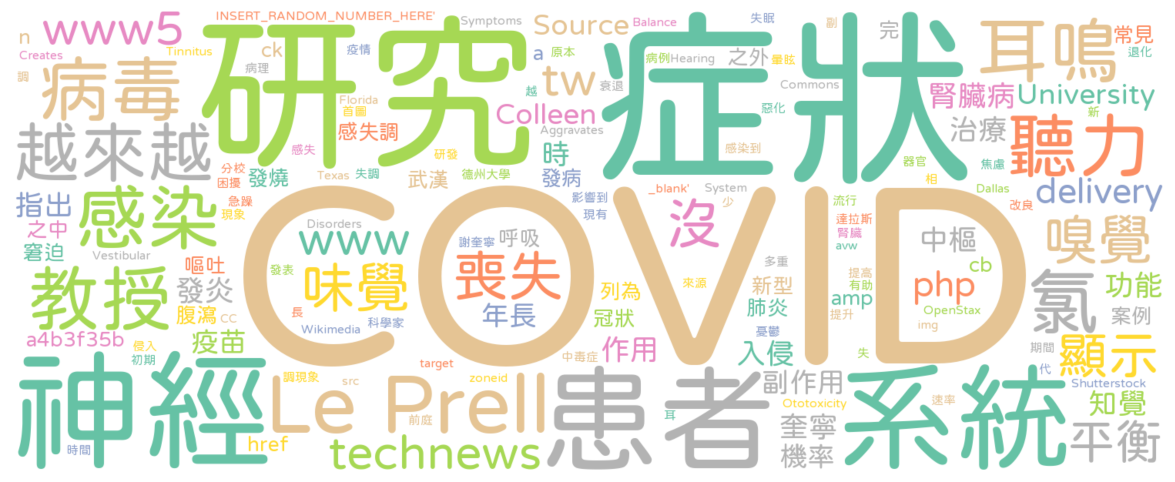 INSERT_RANDOM_NUMBER_HERE'
Symptoms
Source
Balance
失眠
副
完
n
www5
Creates
Tinnitus
ck
疫情
病理
研究
症狀
a
原本
tw
衰退
越
病例
Hearing
之外
暈眩
Commons
耳鳴
常見
退化
調
病毒
Florida
首圖
感失調
Colleen
Aggravates
惡化
腎臟病
University
新
越來越
感失
研發
時
感染到
治療
聽力
分校
困擾
發燒
Texas
失調
武漢
德州大學
發病
器官
焦慮
相
Dallas
指出
感染
急躁
現象
影響到
現有
_blank'
System
少
流行
改良
delivery
之中
窘迫
Vestibular
Disorders
www
COVID
謝奎寧
呼吸
沒
達拉斯
腎臟
avw
中樞
嗅覺
教授
嘔吐
發炎
發表
味覺
喪失
多重
新型
來源
提高
有助
php
cb
氯
功能
腹瀉
CC
長
Wikimedia
科學家
年長
列為
冠狀
肺炎
amp
提升
OpenStax
img
案例
a4b3f35b
侵入
初期
疫苗
target
中毒症
作用
憂鬱
入侵
失
期間
代
顯示
神經
調現象
src
Le Prell
zoneid
前庭
患者
副作用
Ototoxicity
系統
速率
Shutterstock
知覺
時間
href
technews
耳
奎寧
機率
平衡